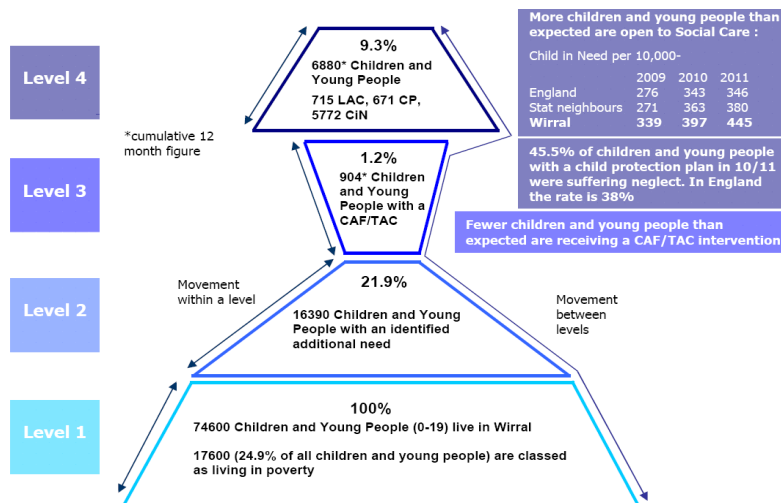 Level 4
9.3%
6880* Children and
Young People
715 LAC, 671 CP,
5772 CiN
*cumulative 12
month figure
More children and young people than
expected are open to Social Care :
Child in Need per 10,000-
2009 2010 2011
England 276 343 346
Stat neighbours 271 363 380
Wirral 339 397 445
Level 3
1.2%
904* Children
and Young
People with a
CAF/TAC
45.5% of children and young people
with a child protection plan in 10/11
were suffering neglect. In England
the rate is 38%
Fewer children and young people than
expected are receiving a CAF/TAC intervention
Level 2
Movement
within a level
21.9%
16390 Children and Young
People with an identified
additional need
Movement
between
levels
Level 1
100%
74600 Children and Young People (0-19) live in Wirral
17600 (24.9% of all children and young people) are classed
as living in poverty